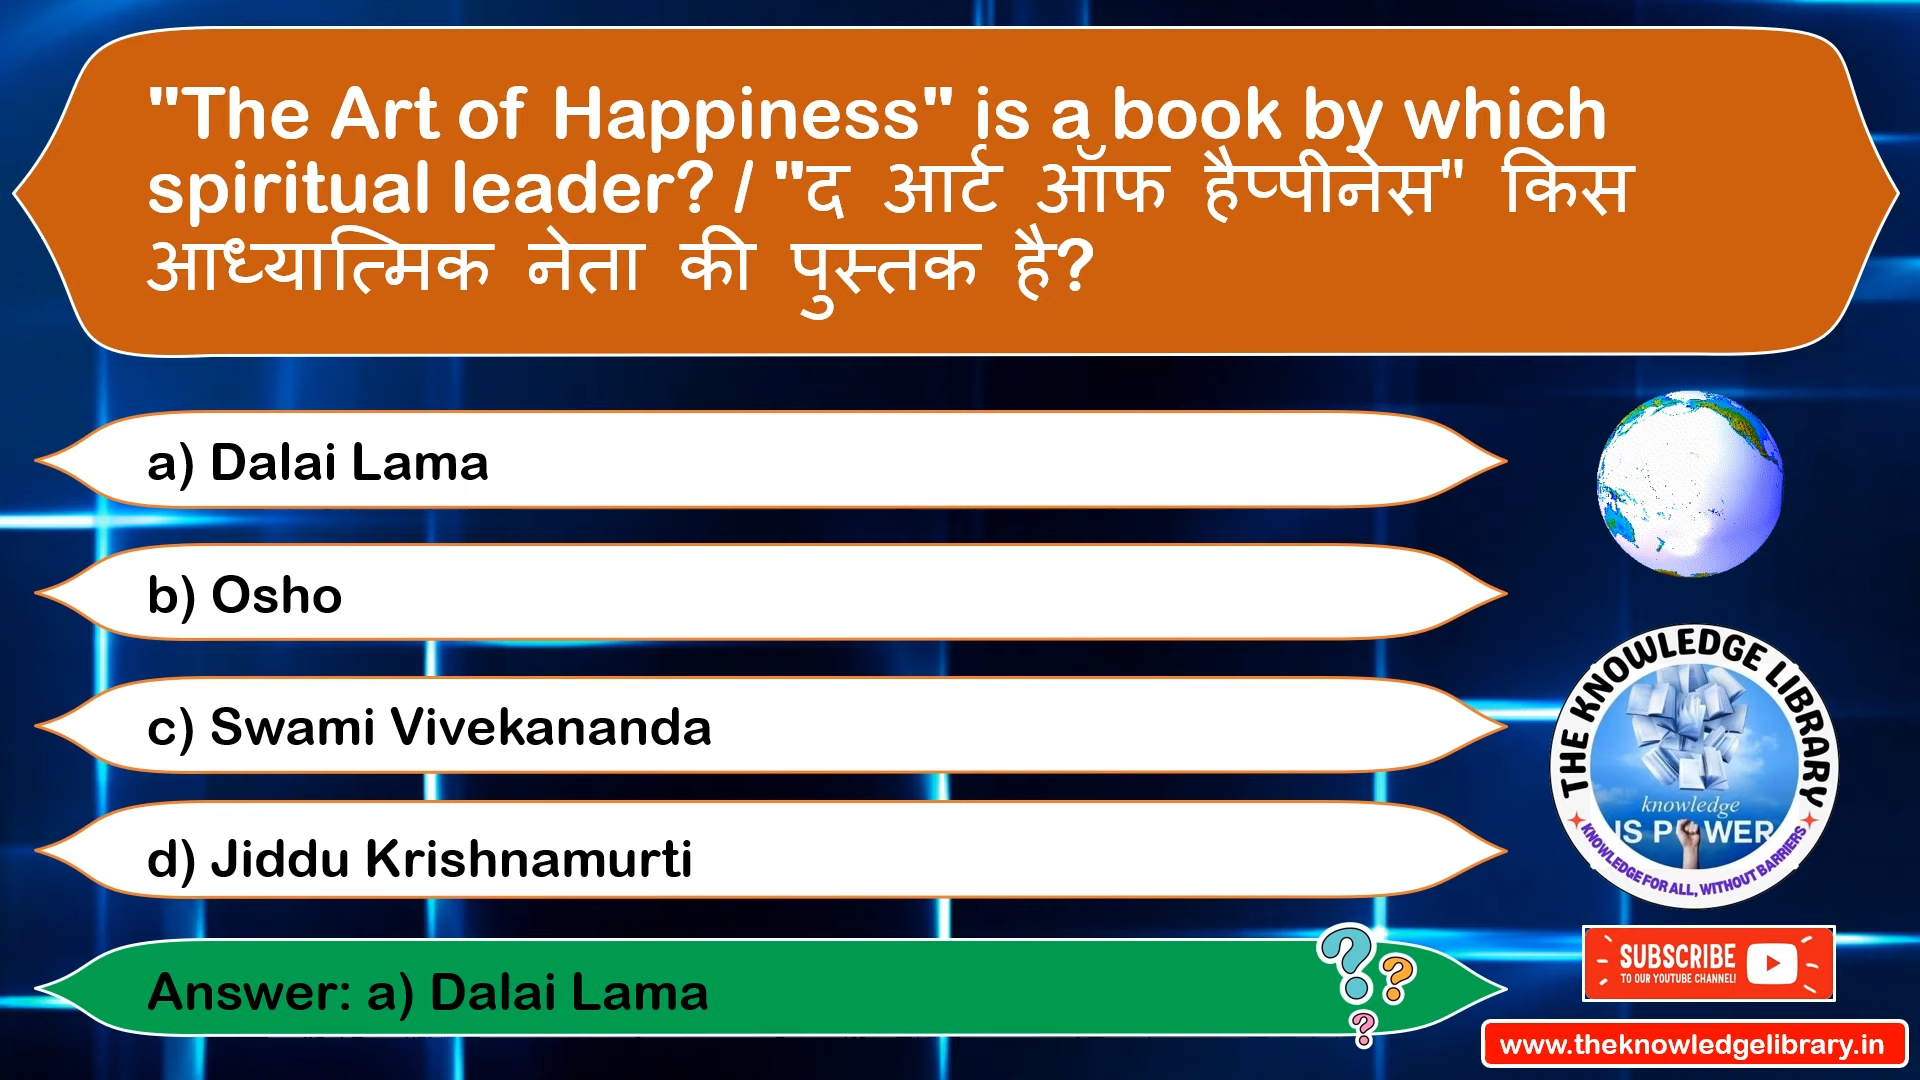 "The Art of Happiness" is a book by which
spiritual leader? / "द आर्ट ऑफ हैप्पीनेस" किस
आध्यात्मिक नेता की पुस्तक है?
a) Dalai Lama
b) Osho
c) Swami Vivekananda
d) Jiddu Krishnamurti
Answer: a) Dalai Lama
THE KNOWLEDGE LIBRARY
knowledge
IS POWER
KNOWLEDGE FOR ALL, WITHOUT BARRIERS
SUBSCRIBE
TO OUR YOUTUBE CHANNEL!
www.theknowledgelibrary.in